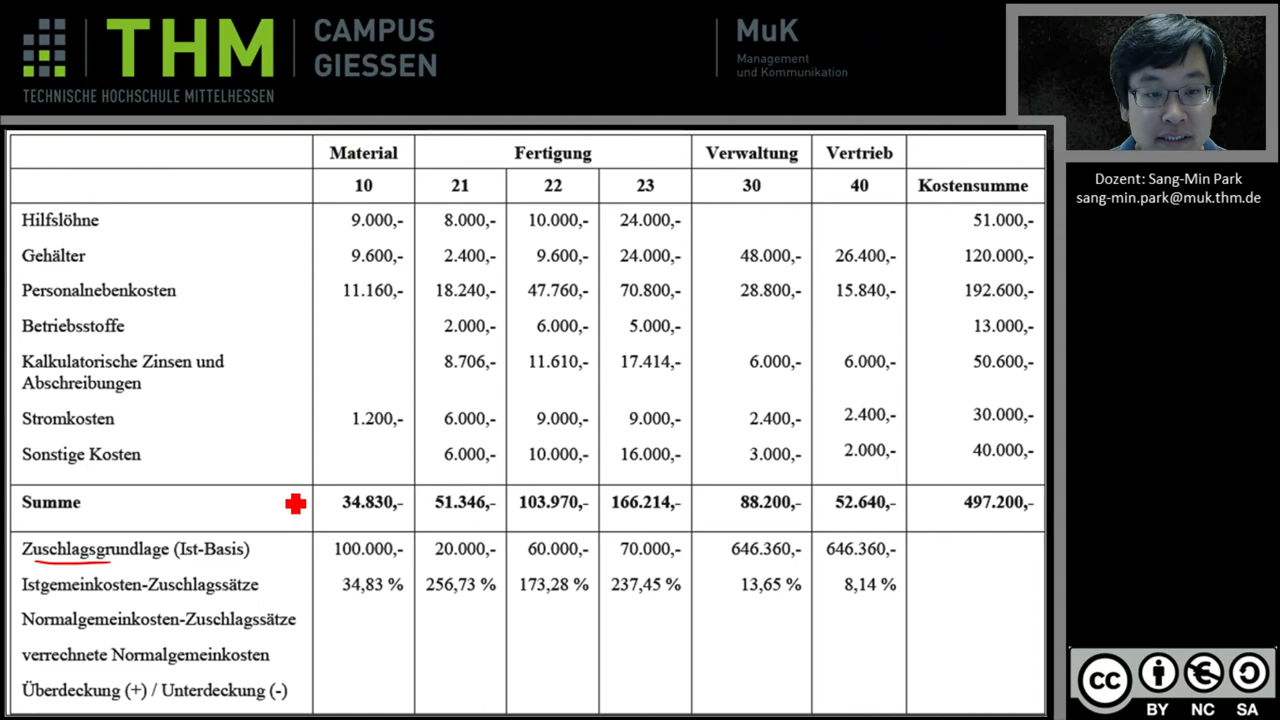 THM CAMPUS GIESSEN
TECHNISCHE HOCHSCHULE MITTELHESSEN
MuK
Management
und Kommunikation
Dozent: Sang-Min Park
sang-min.park@muk.thm.de
Material Fertigung Verwaltung Vertrieb
10 21 22 23 30 40 Kostensumme
Hilfslöhne 9.000,- 8.000,- 10.000,- 24.000,- 51.000,-
Gehälter 9.600,- 2.400,- 9.600,- 24.000,- 48.000,- 26.400,- 120.000,-
Personalnebenkosten 11.160,- 18.240,- 47.760,- 70.800,- 28.800,- 15.840,- 192.600,-
Betriebsstoffe 2.000,- 6.000,- 5.000,- 13.000,-
Kalkulatorische Zinsen und 8.706,- 11.610,- 17.414,- 6.000,- 6.000,- 50.600,-
Abschreibungen
Stromkosten 1.200,- 6.000,- 9.000,- 9.000,- 2.400,- 2.400,- 30.000,-
Sonstige Kosten 6.000,- 10.000,- 16.000,- 3.000,- 2.000,- 40.000,-
Summe 34.830,- 51.346,- 103.970,- 166.214,- 88.200,- 52.640,- 497.200,-
Zuschlagsgrundlage (Ist-Basis) 100.000,- 20.000,- 60.000,- 70.000,- 646.360,- 646.360,-
Istgemeinkosten-Zuschlagssätze 34,83 % 256,73 % 173,28 % 237,45 % 13,65 % 8,14 %
Normalgemeinkosten-Zuschlagssätze
verrechnete Normalgemeinkosten
Überdeckung (+) / Unterdeckung (-)
CC
BY NC SA